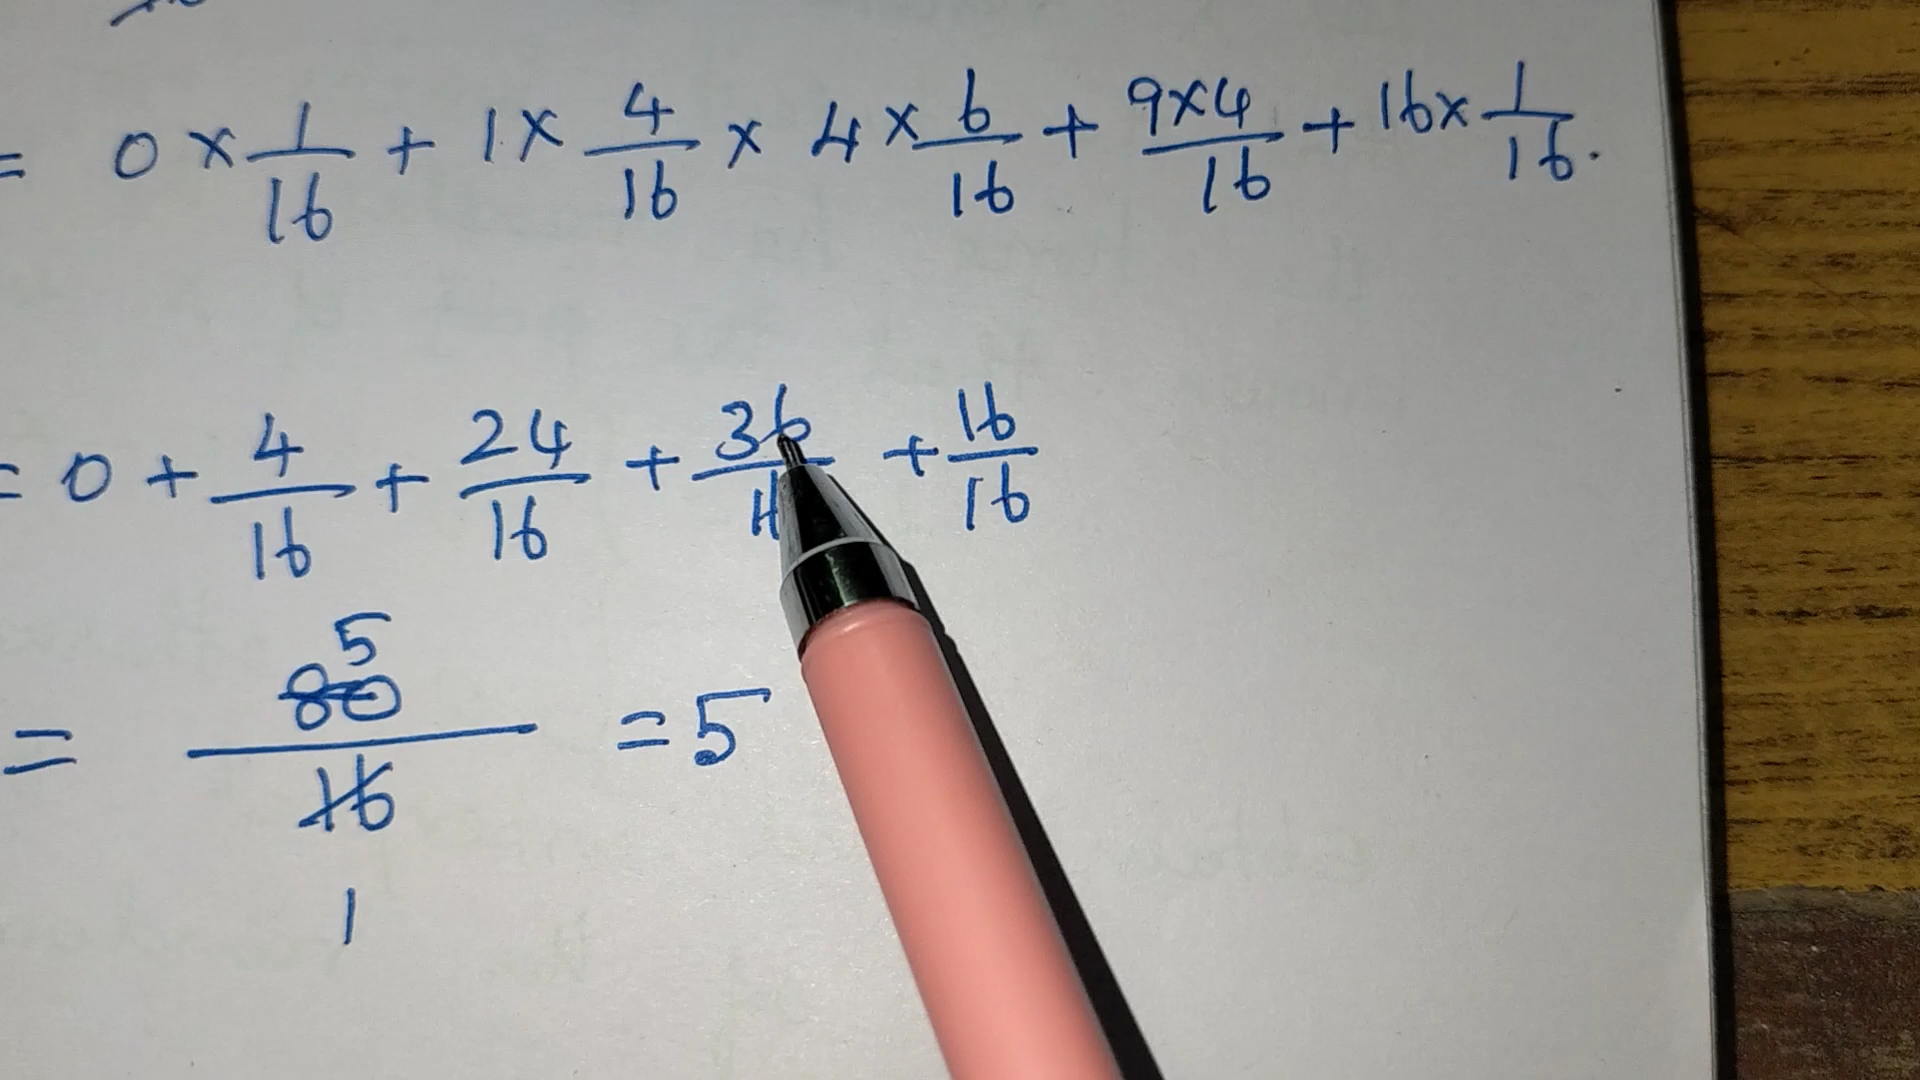 = 0 × 1/16 + 1 × 4/16 × 4 × 6/16 + 9×4/16 + 16 × 1/16.
= 0 + 4/16 + 24/16 + 36/1 + 16/16
5
= 80/16 = 5
1